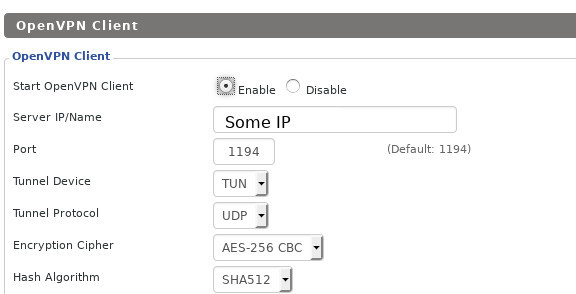 OpenVPN Client
OpenVPN Client
Start OpenVPN Client Enable Disable
Server IP/Name Some IP
Port 1194 (Default: 1194)
Tunnel Device TUN
Tunnel Protocol UDP
Encryption Cipher AES-256 CBC
Hash Algorithm SHA512